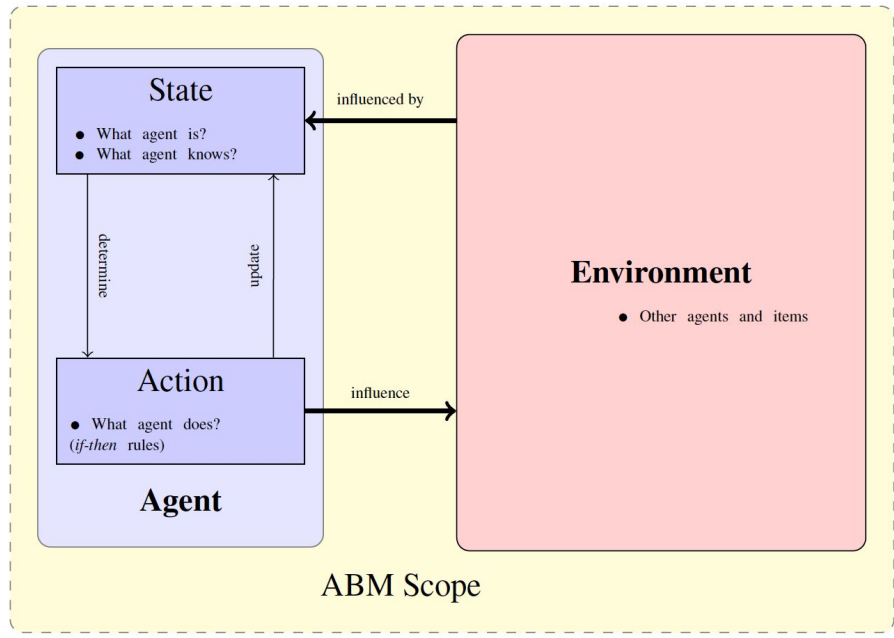 State
● What agent is?
● What agent knows?
influenced by
determine
update
Environment
● Other agents and items
Action
● What agent does?
(if-then rules)
influence
Agent
ABM Scope